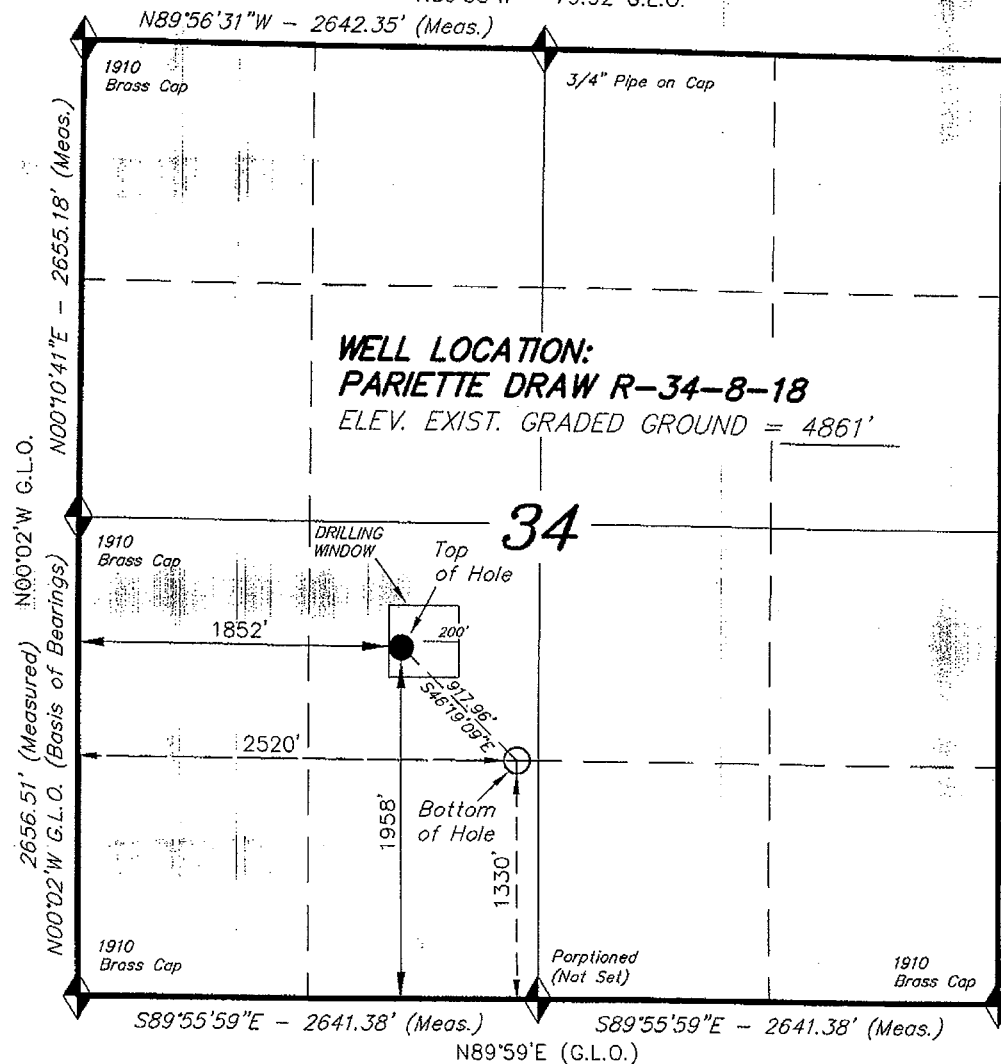 N89°56'31"W - 2642.35' (Meas.)
1910
Brass Cap
3/4" Pipe on Cap
N00°10'41"E - 2655.18' (Meas.)
WELL LOCATION:
PARIETTE DRAW R-34-8-18
ELEV. EXIST. GRADED GROUND = 4861'
N00°02'W G.L.O.
34
1910
Brass Cap
DRILLING
WINDOW
Top
of Hole
1852'
200'
917.96'
S46°19'09"E
2520'
Bottom
of Hole
1958'
1330'
2656.51' (Measured)
N00°02'W G.L.O. (Basis of Bearings)
1910
Brass Cap
Porptioned
(Not Set)
1910
Brass Cap
S89°55'59"E - 2641.38' (Meas.)
S89°55'59"E - 2641.38' (Meas.)
N89°59'E (G.L.O.)